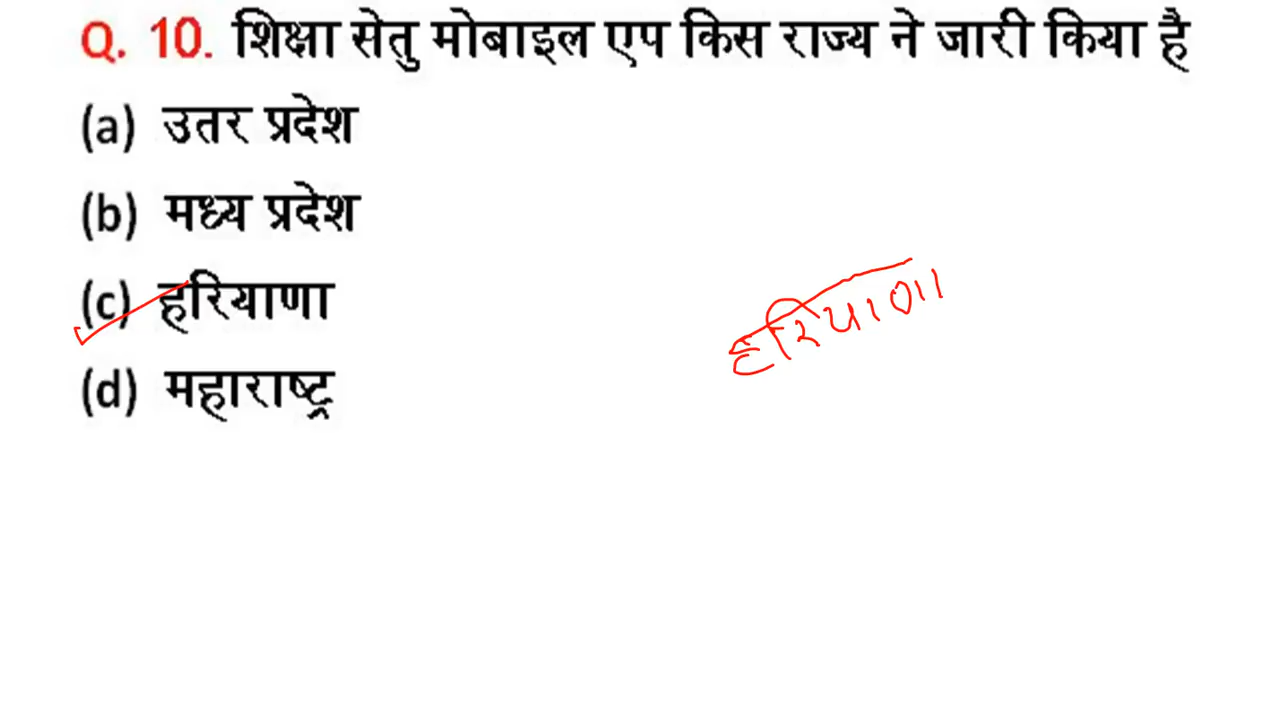 Q. 10. शिक्षा सेतु मोबाइल एप किस राज्य ने जारी किया है
(a) उतर प्रदेश
(b) मध्य प्रदेश
(c) हरियाणा
(d) महाराष्ट्र
हरियाणा